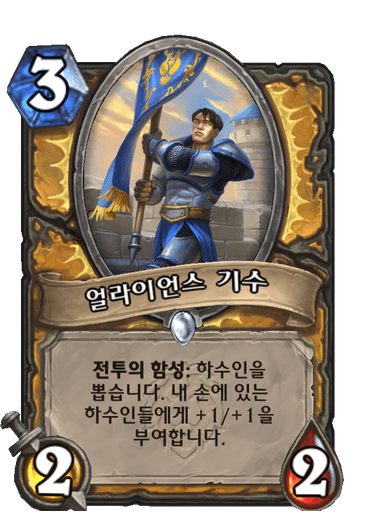 3
얼라이언스 기수
전투의 함성: 하수인을
뽑습니다. 내 손에 있는
하수인들에게 +1/+1을
부여합니다.
2
2